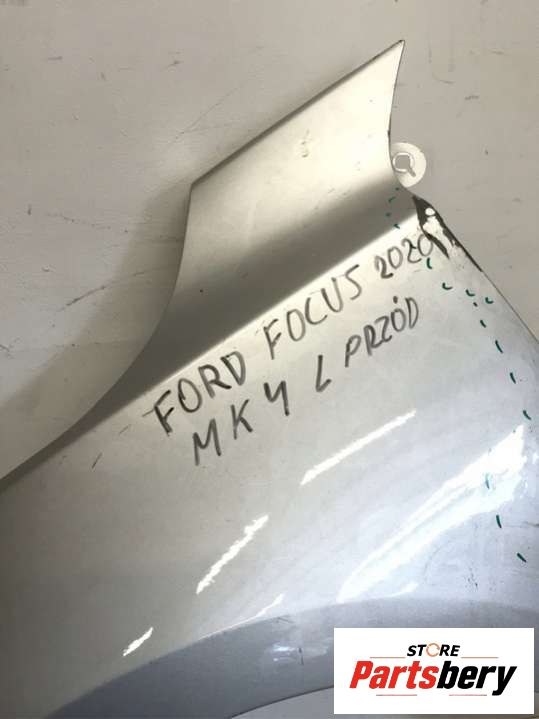 FORD FOCUS 2020
MK4 L PRZÓD
STORE
Partsbery